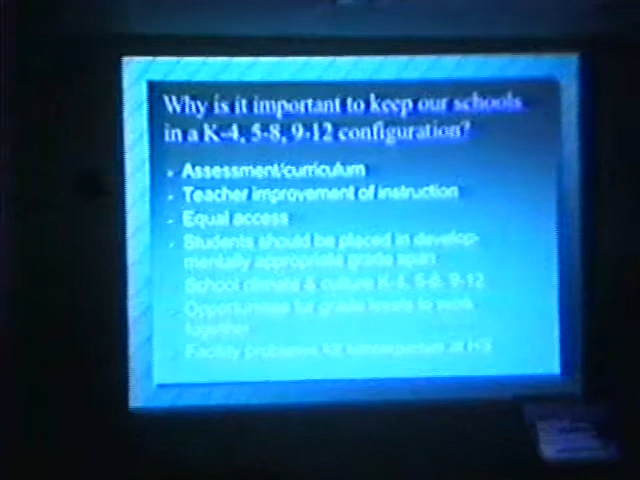 Why is it important to keep our schools
in a K-4, 5-8, 9-12 configuration?
Assessment/curriculum
Teacher improvement of instruction
Equal access
Students should be placed in develop-
mentally appropriate grade span
School climate & culture K-4, 5-8, 9-12
Opportunities for grade levels to work
together
Facility problems for at HS